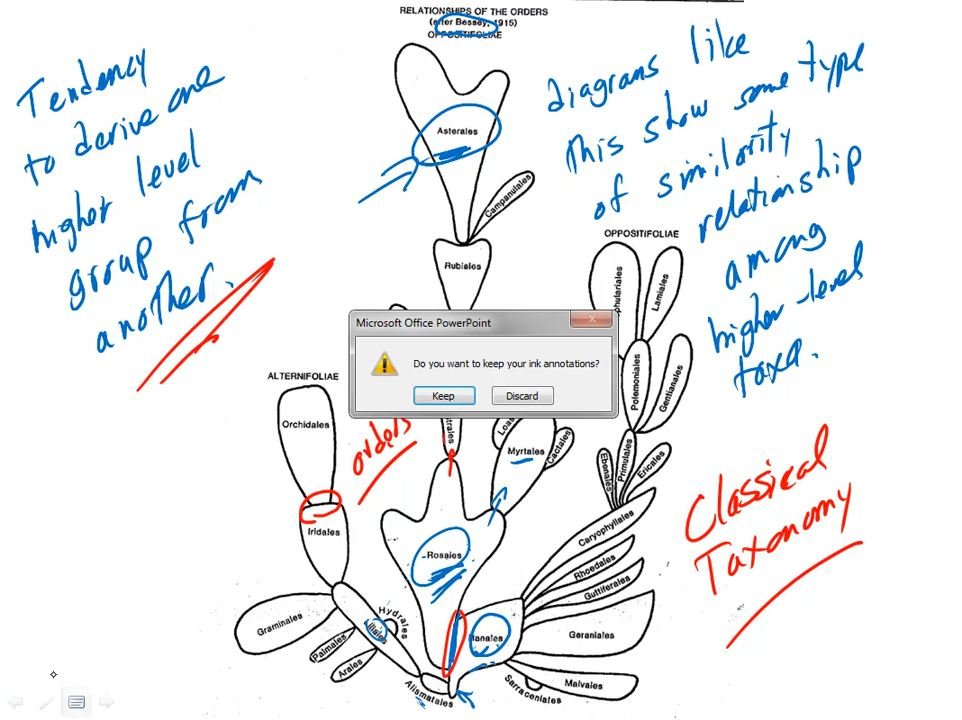 RELATIONSHIPS OF THE ORDERS
(after Bessey, 1915)
OPPOSITIFOLIAE
Tendency
to derive one
higher level
group from
another.
diagrams like
this show some type
of similarity
relationship
among
higher-level
taxa.
Asterales
Campanulales
Rubiales
OPPOSITIFOLIAE
Lamiales
Microsoft Office PowerPoint
Do you want to keep your ink annotations?
Keep
Discard
Polemoniales
Gentianales
ALTERNIFOLIAE
Orchidales
orders
Myrtales
Cactales
Ebenales
Primulales
Ericales
Classical
Taxonomy
Iridales
Rosales
Caryophyllales
Rhoedales
Guttiferales
Graminales
Hydrales
Palmales
Arales
Geraniales
Malvales
Sarraceniales
Alismatales